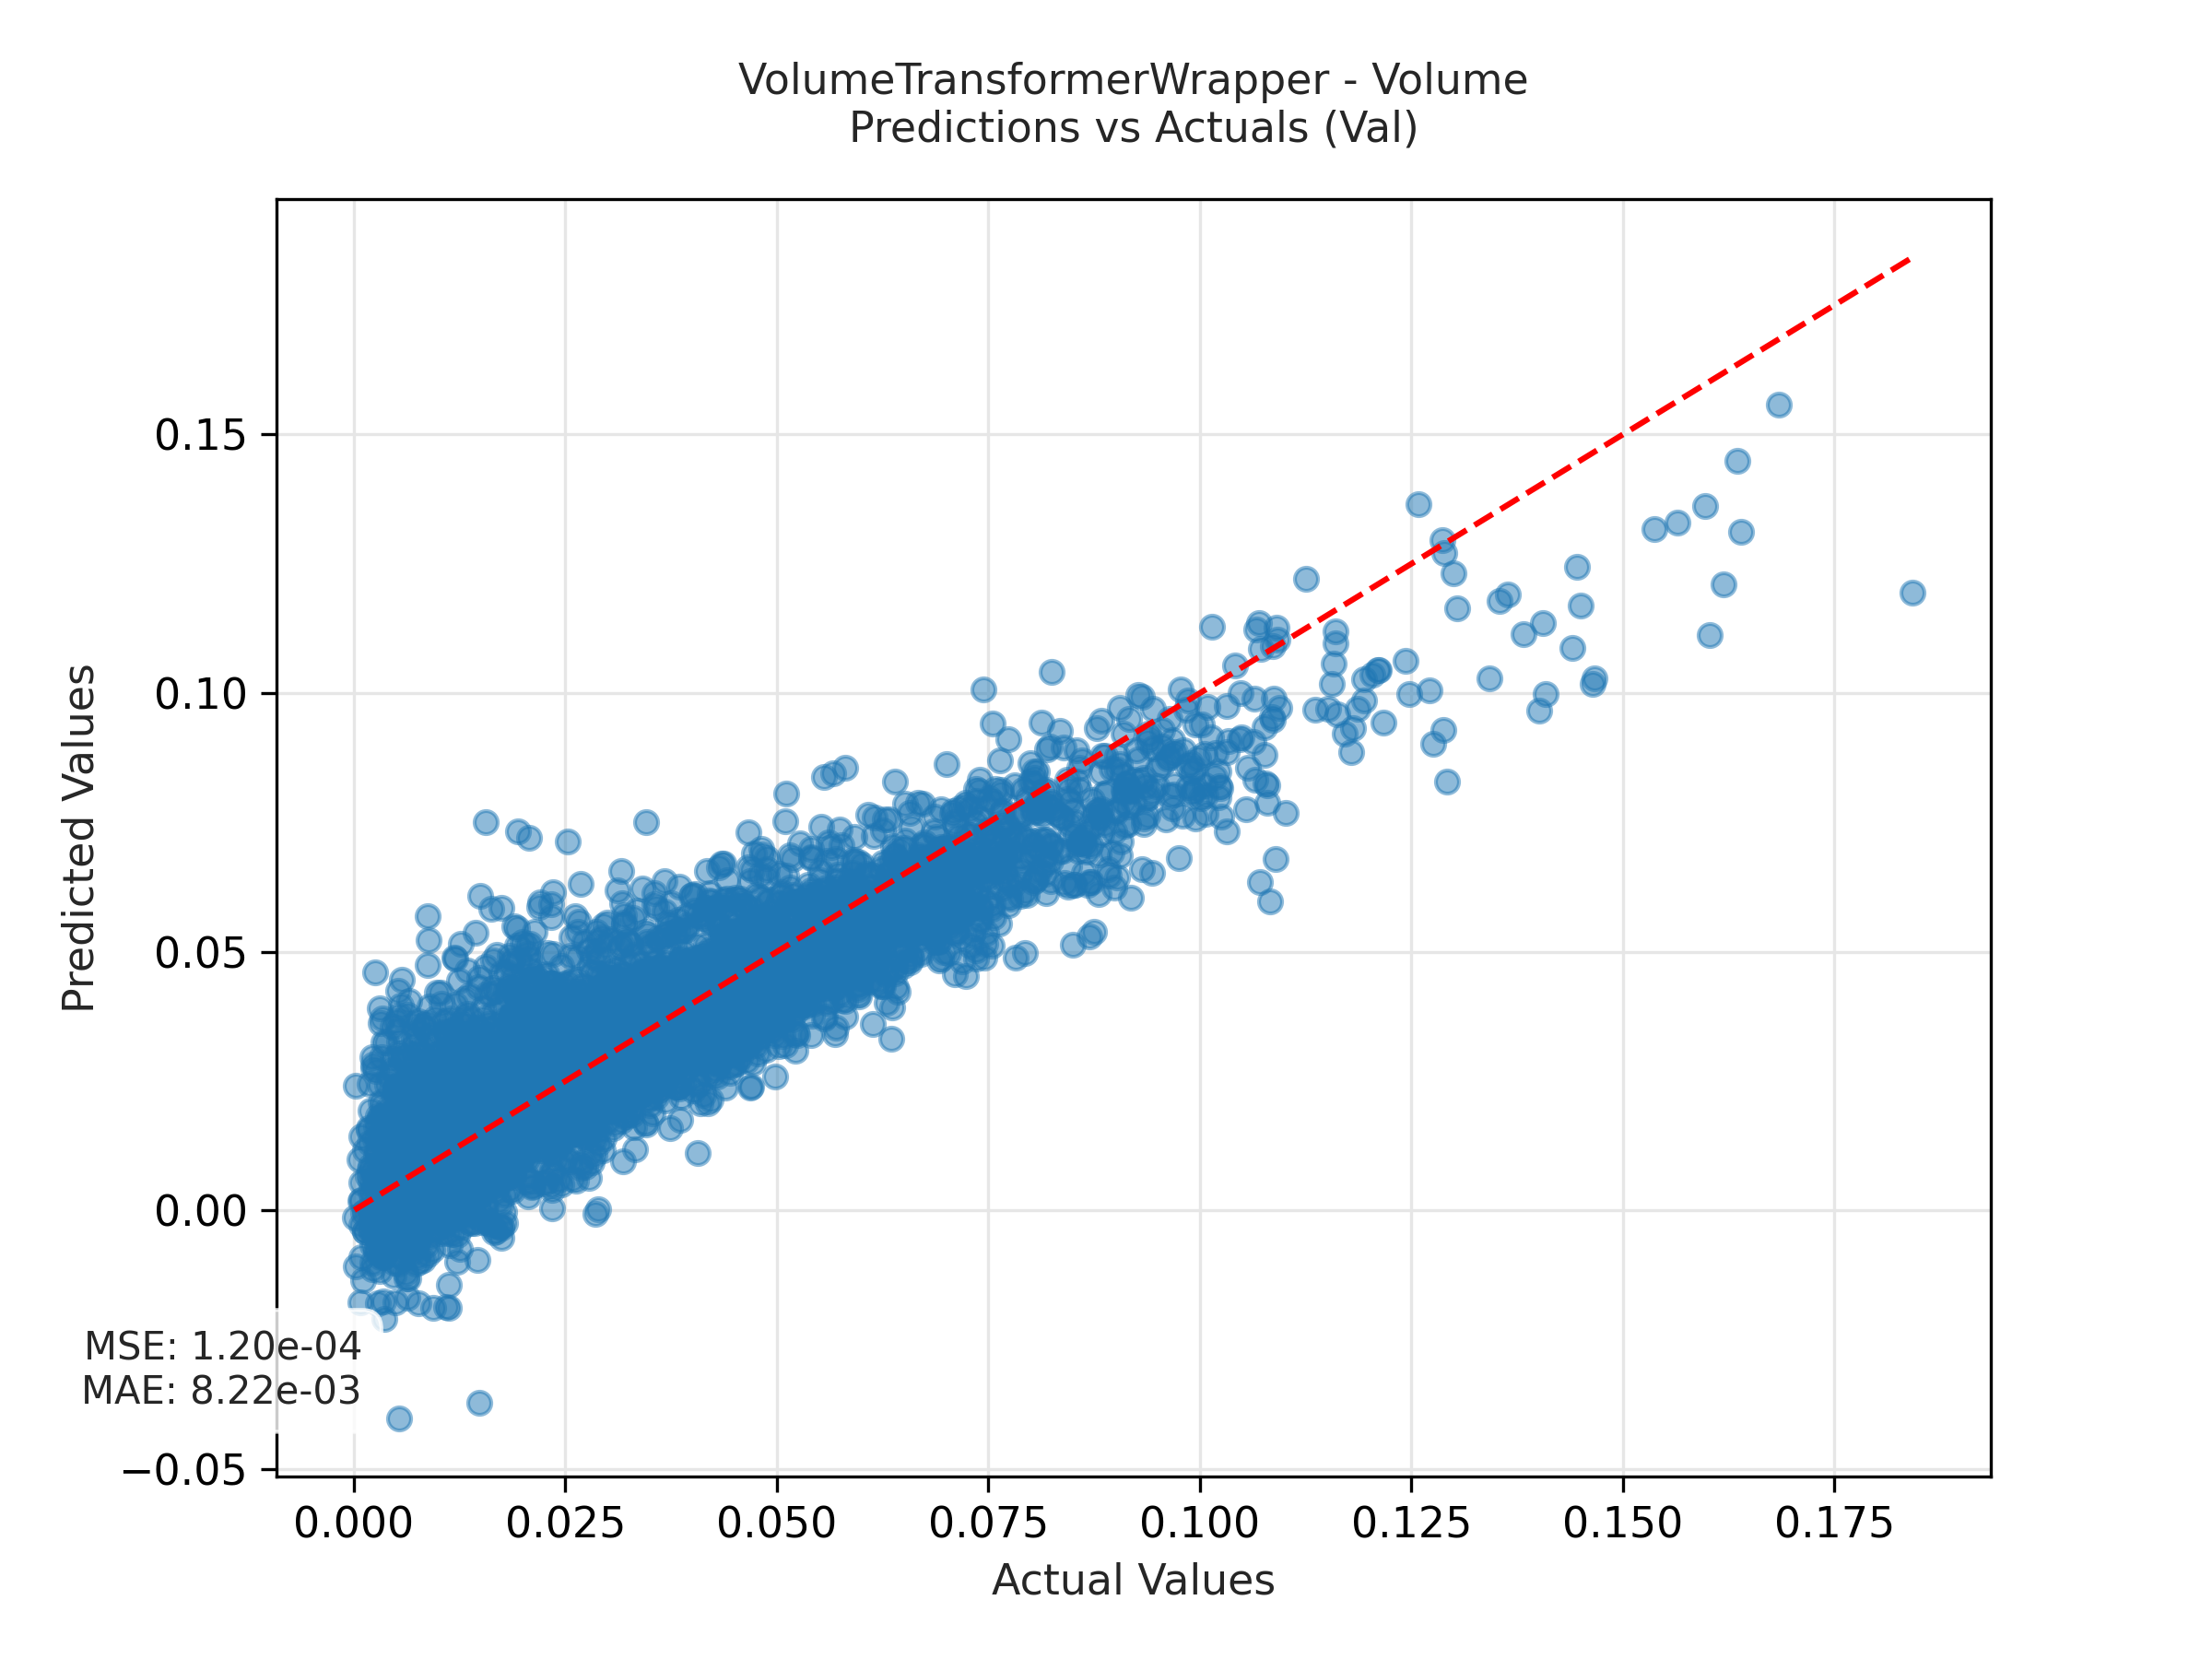 VolumeTransformerWrapper - Volume
Predictions vs Actuals (Val)
Predicted Values
0.15
0.10
0.05
0.00
−0.05
MSE: 1.20e-04
MAE: 8.22e-03
0.000 0.025 0.050 0.075 0.100 0.125 0.150 0.175
Actual Values